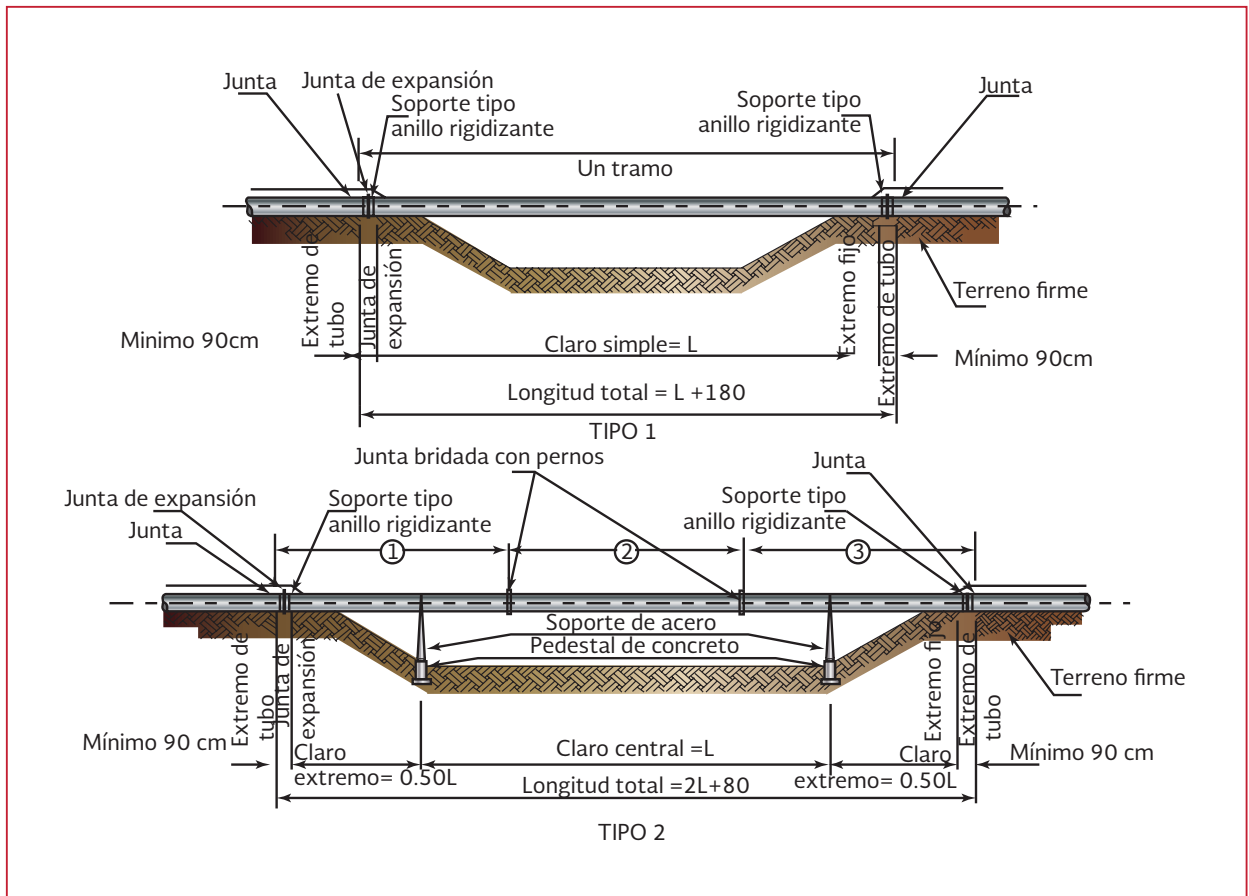 Junta
Junta de expansión
Soporte tipo
anillo rigidizante
Soporte tipo
anillo rigidizante
Junta
Un tramo
Extremo de
tubo
Junta de
expansión
Extremo fijo
Extremo de tubo
Terreno firme
Minimo 90cm
Claro simple= L
Mínimo 90cm
Longitud total = L +180
TIPO 1
Junta bridada con pernos
Junta de expansión
Junta
Soporte tipo
anillo rigidizante
Soporte tipo
anillo rigidizante
Junta
1
2
3
Soporte de acero
Pedestal de concreto
Extremo de
tubo
Junta de
expansión
Extremo fijo
Extremo de
tubo
Terreno firme
Mínimo 90 cm
Claro
extremo= 0.50L
Claro central =L
Claro
extremo= 0.50L
Mínimo 90 cm
Longitud total =2L+80
TIPO 2